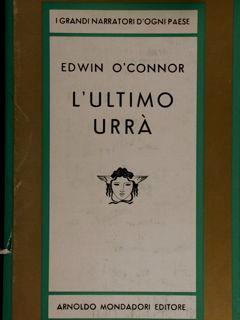 I GRANDI NARRATORI D'OGNI PAESE
EDWIN O'CONNOR
L'ULTIMO
URRÀ
ARNOLDO MONDADORI EDITORE